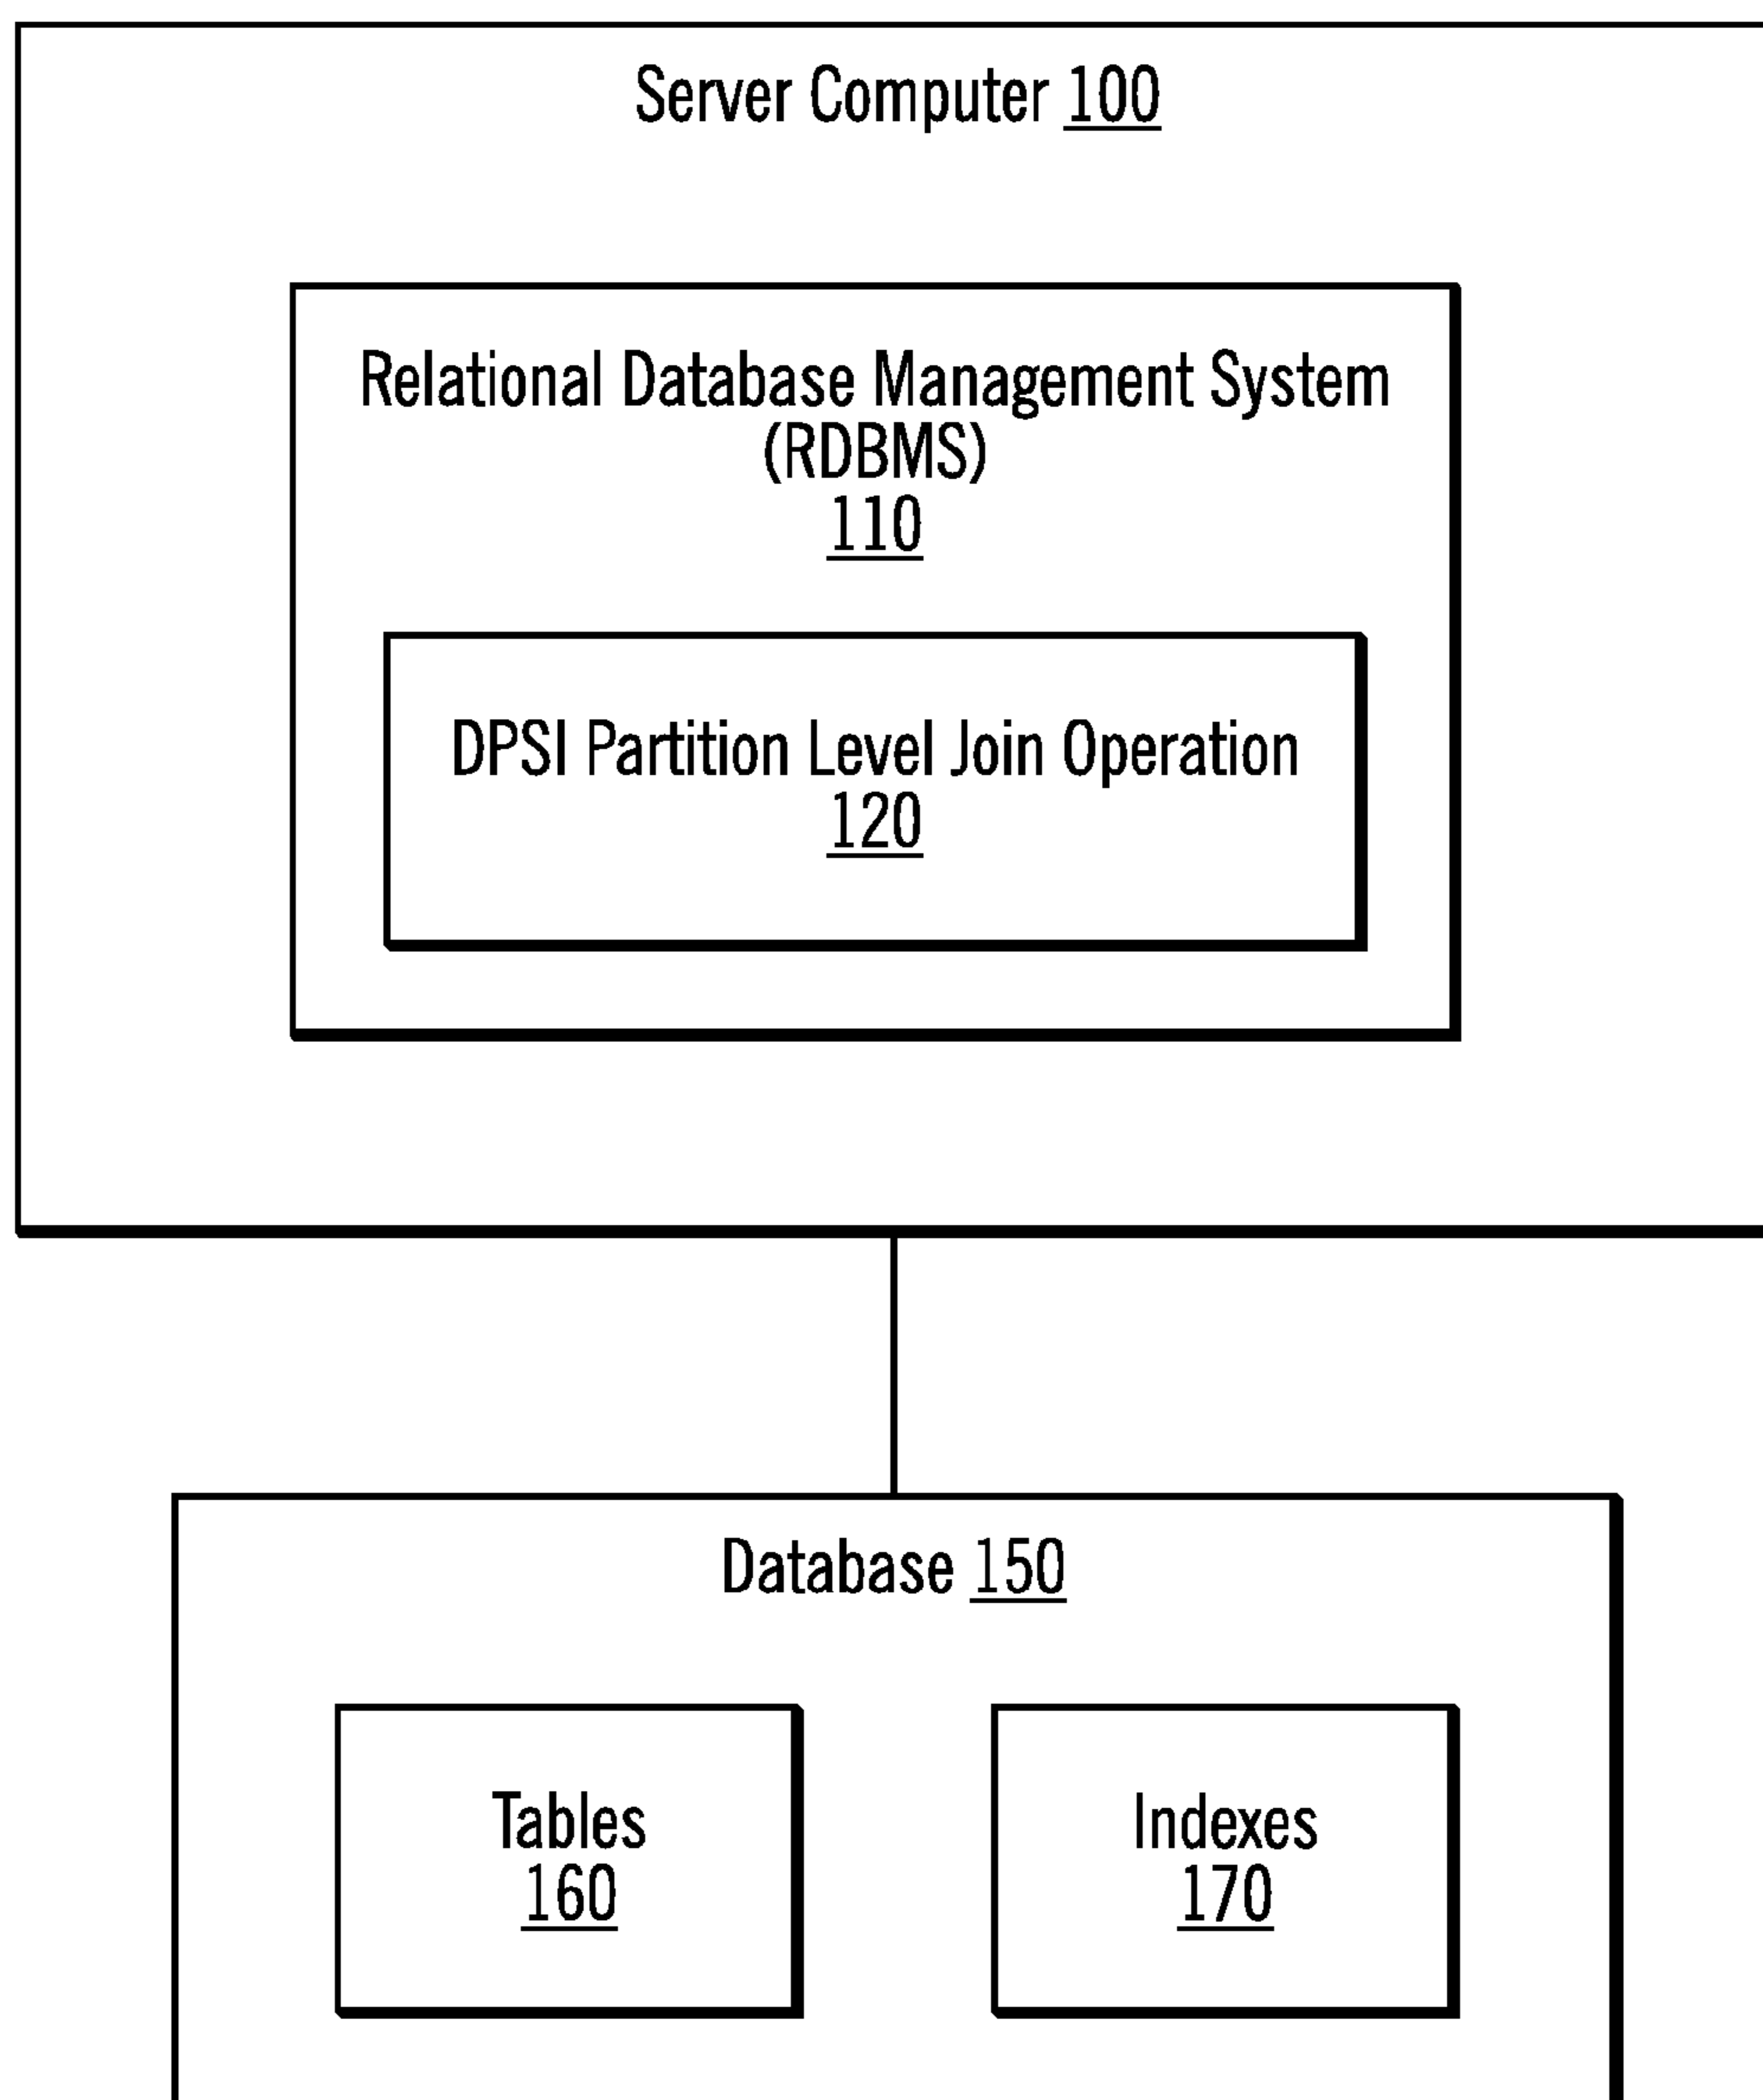 Server Computer 100
Relational Database Management System
(RDBMS)
110
DPSI Partition Level Join Operation
120
Database 150
Tables
160
Indexes
170